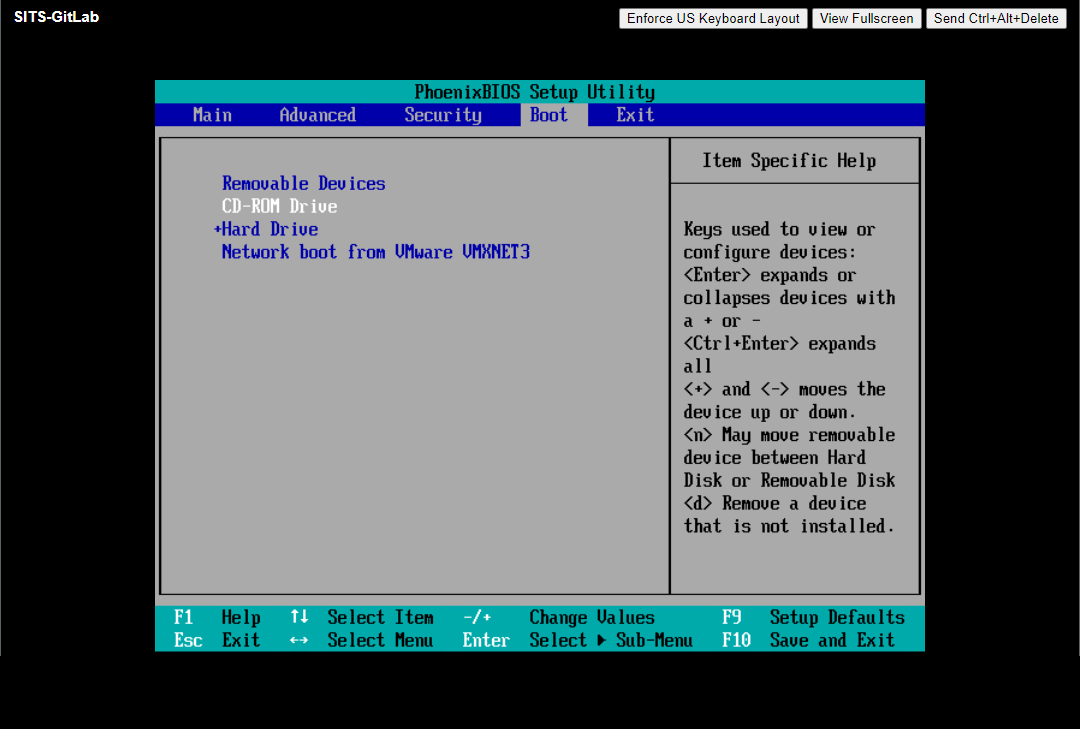 SITS-GitLab
Enforce US Keyboard Layout View Fullscreen Send Ctrl+Alt+Delete
PhoenixBIOS Setup Utility
Main Advanced Security Boot Exit
Removable Devices
CD-ROM Drive
+Hard Drive
Network boot from VMware VMXNET3
Item Specific Help
Keys used to view or
configure devices:
<Enter> expands or
collapses devices with
a + or -
<Ctrl+Enter> expands
all
<+> and <-> moves the
device up or down.
<n> May move removable
device between Hard
Disk or Removable Disk
<d> Remove a device
that is not installed.
F1 Help ↑↓ Select Item -/+ Change Values F9 Setup Defaults
Esc Exit ↔ Select Menu Enter Select ▶ Sub-Menu F10 Save and Exit